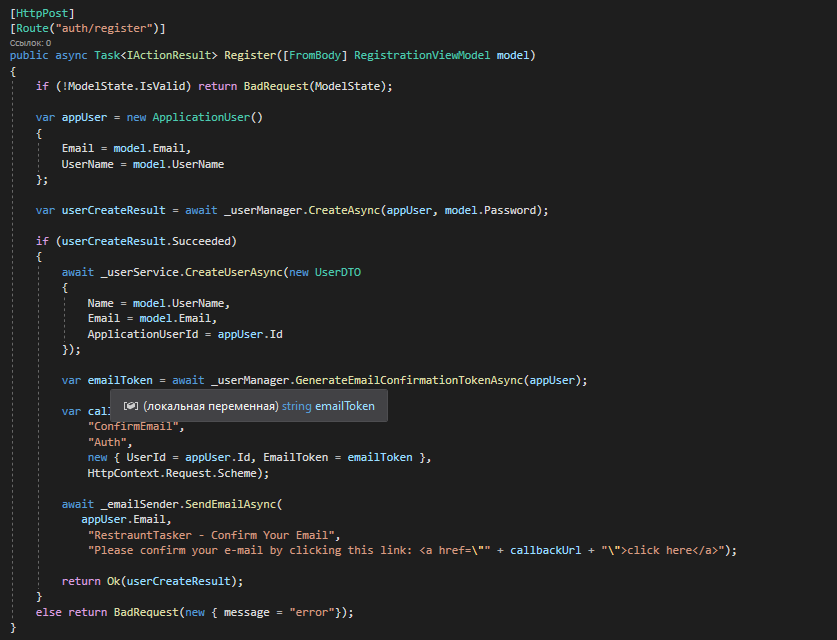 [HttpPost]
[Route("auth/register")]
Ссылок: 0
public async Task<IActionResult> Register([FromBody] RegistrationViewModel model)
{
    if (!ModelState.IsValid) return BadRequest(ModelState);
    var appUser = new ApplicationUser()
    {
        Email = model.Email,
        UserName = model.UserName
    };
    var userCreateResult = await _userManager.CreateAsync(appUser, model.Password);
    if (userCreateResult.Succeeded)
    {
        await _userService.CreateUserAsync(new UserDTO
        {
            Name = model.UserName,
            Email = model.Email,
            ApplicationUserId = appUser.Id
        });
        var emailToken = await _userManager.GenerateEmailConfirmationTokenAsync(appUser);
        var call
(локальная переменная) string emailToken
            "ConfirmEmail",
            "Auth",
            new { UserId = appUser.Id, EmailToken = emailToken },
            HttpContext.Request.Scheme);
        await _emailSender.SendEmailAsync(
           appUser.Email,
            "RestrauntTasker - Confirm Your Email",
            "Please confirm your e-mail by clicking this link: <a href=\"" + callbackUrl + "\">click here</a>");
        return Ok(userCreateResult);
    }
    else return BadRequest(new { message = "error"});
}